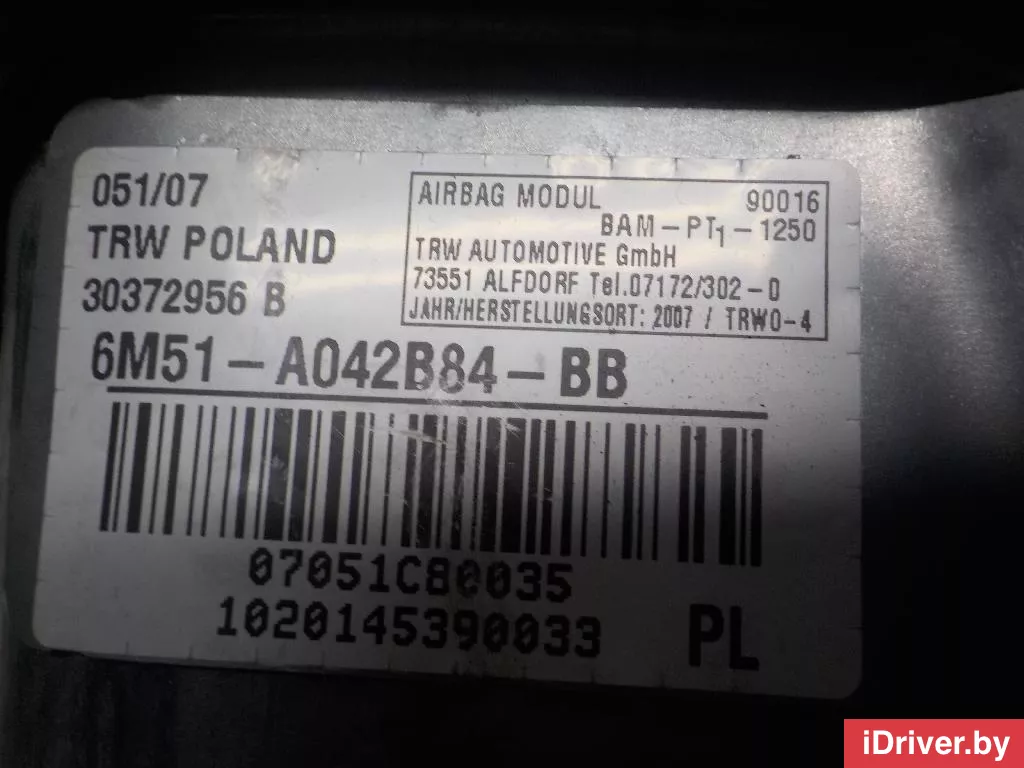 051/07
TRW POLAND
30372956 B
AIRBAG MODUL 90016
BAM-PT1-1250
TRW AUTOMOTIVE GmbH
73551 ALFDORF Tel.07172/302-0
JAHR/HERSTELLUNGSORT: 2007 / TRWO-4
6M51-A042B84-BB
07051C80035
1020145390033
PL
iDriver.by